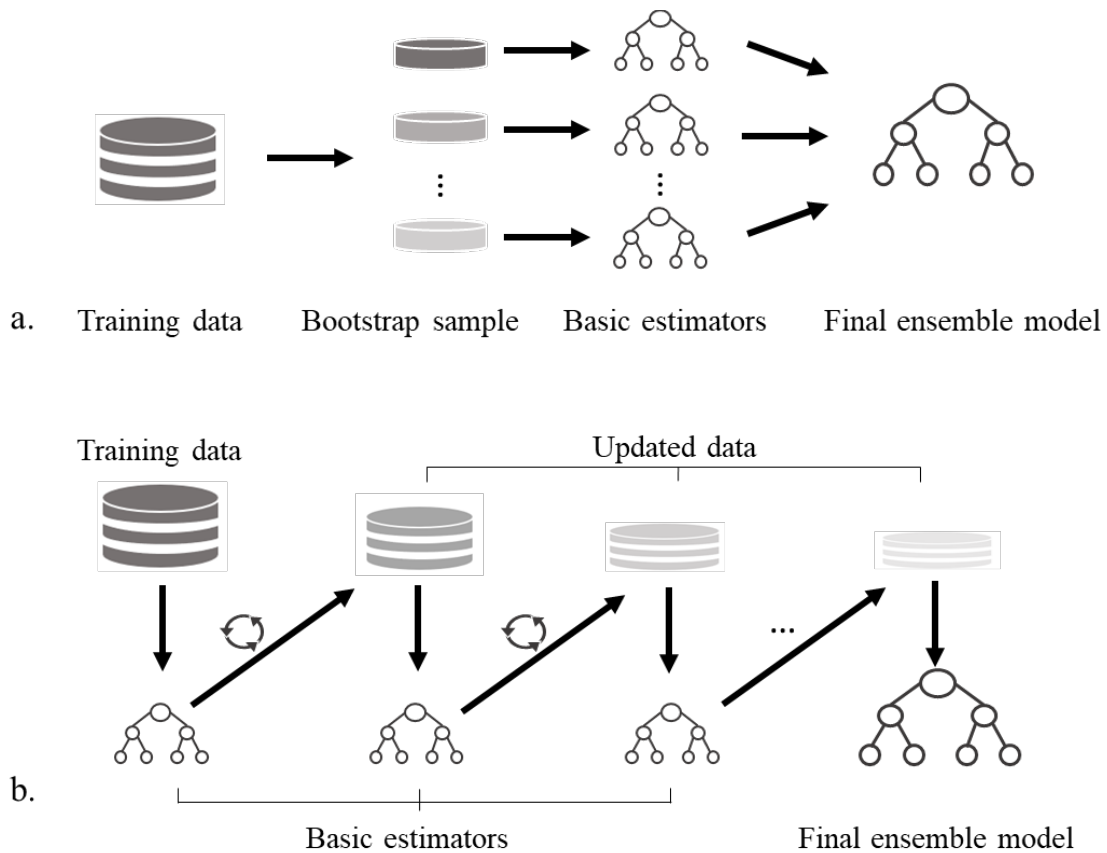 a. Training data Bootstrap sample Basic estimators Final ensemble model
Training data Updated data
...
b.
Basic estimators Final ensemble model